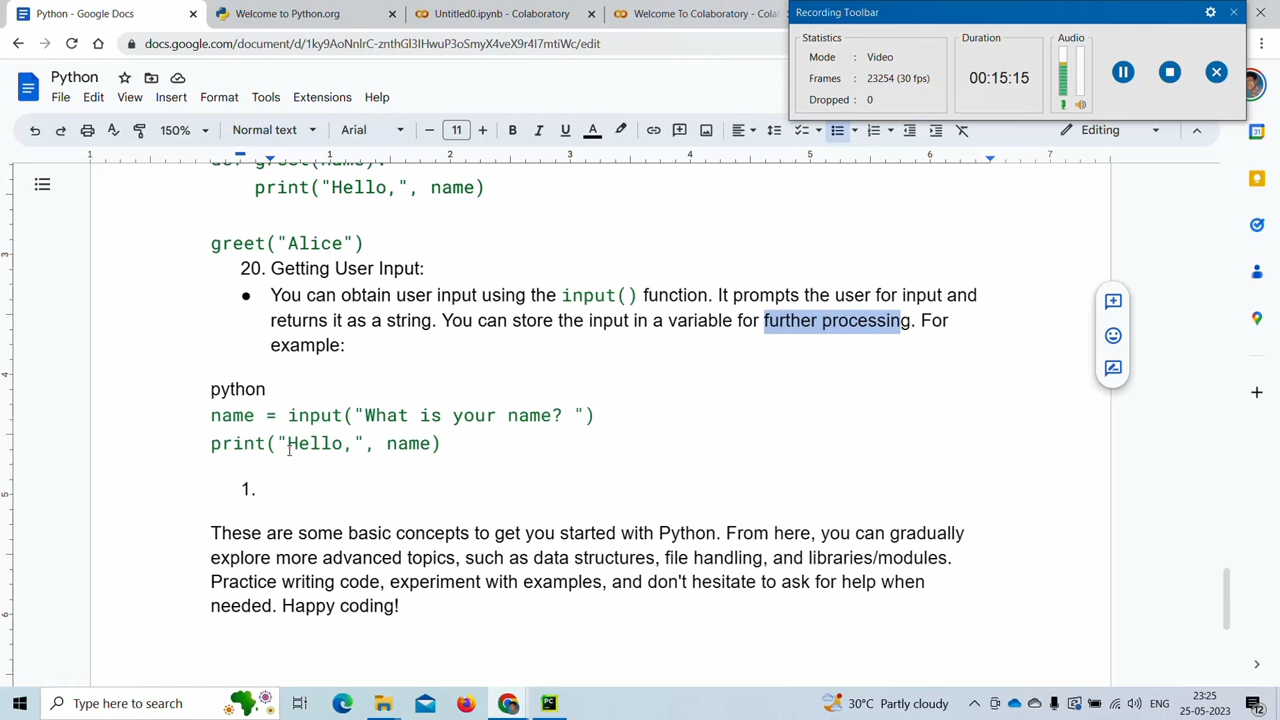 Python - Google Docs
Welcome to Python.org
Untitled0.ipynb - Colaboratory
Welcome To Colaboratory - Cola
Recording Toolbar
docs.google.com/document/d/1ky9AoNnlrC-znthGl3IHwuP3oSmyX4veX9r4I7mtiWc/edit
Statistics
Mode : Video
Frames : 23254 (30 fps)
Dropped : 0
Duration
00:15:15
Audio
Python
File Edit View Insert Format Tools Extensions Help
150% Normal text Arial 11 Editing
1 1 2 3 4 5 6 7
print("Hello,", name)
greet("Alice")
20. Getting User Input:
● You can obtain user input using the input() function. It prompts the user for input and
returns it as a string. You can store the input in a variable for further processing. For
example:
python
name = input("What is your name? ")
print("Hello,", name)
1.
These are some basic concepts to get you started with Python. From here, you can gradually
explore more advanced topics, such as data structures, file handling, and libraries/modules.
Practice writing code, experiment with examples, and don't hesitate to ask for help when
needed. Happy coding!
3
4
5
6
Type here to search
30°C Partly cloudy
ENG
23:25
25-05-2023
12